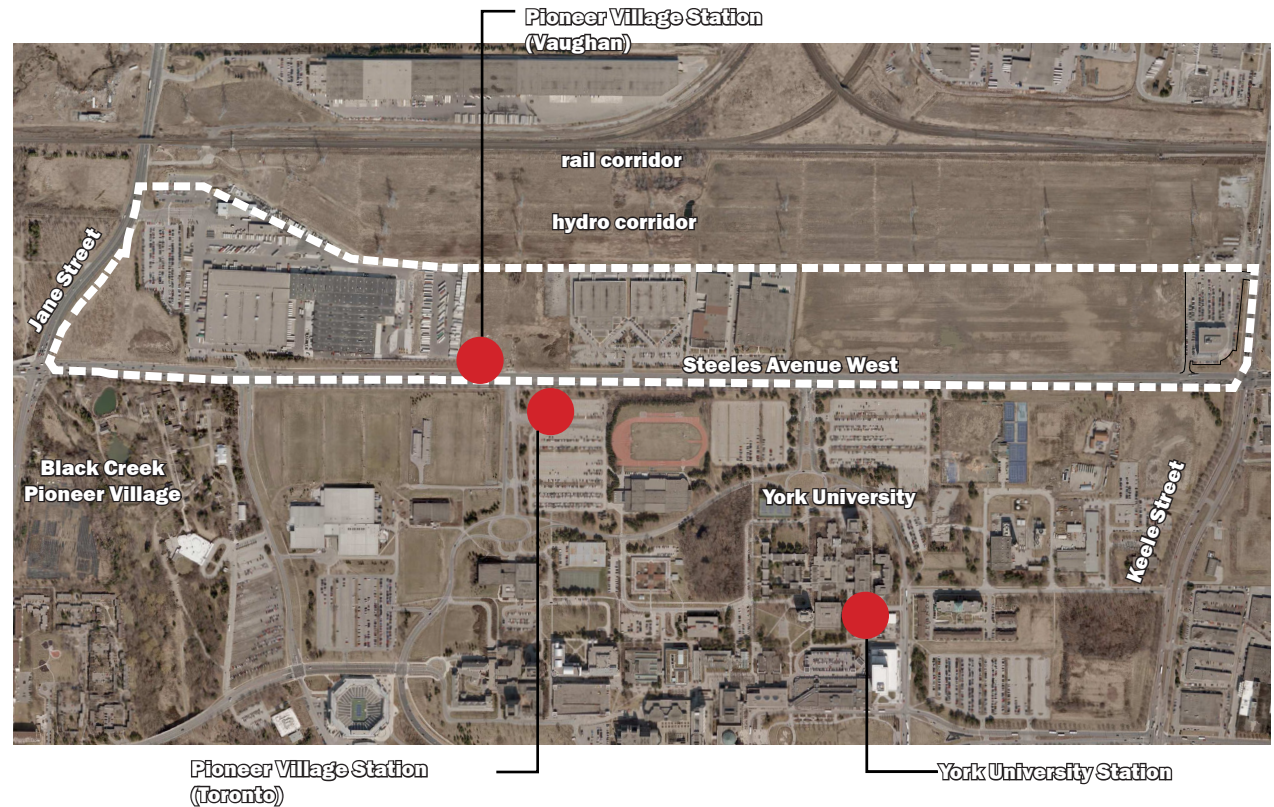 Pioneer Village Station
(Vaughan)
rail corridor
hydro corridor
Jane Street
Steeles Avenue West
Black Creek
Pioneer Village
York University
Keele Street
Pioneer Village Station
(Toronto)
York University Station